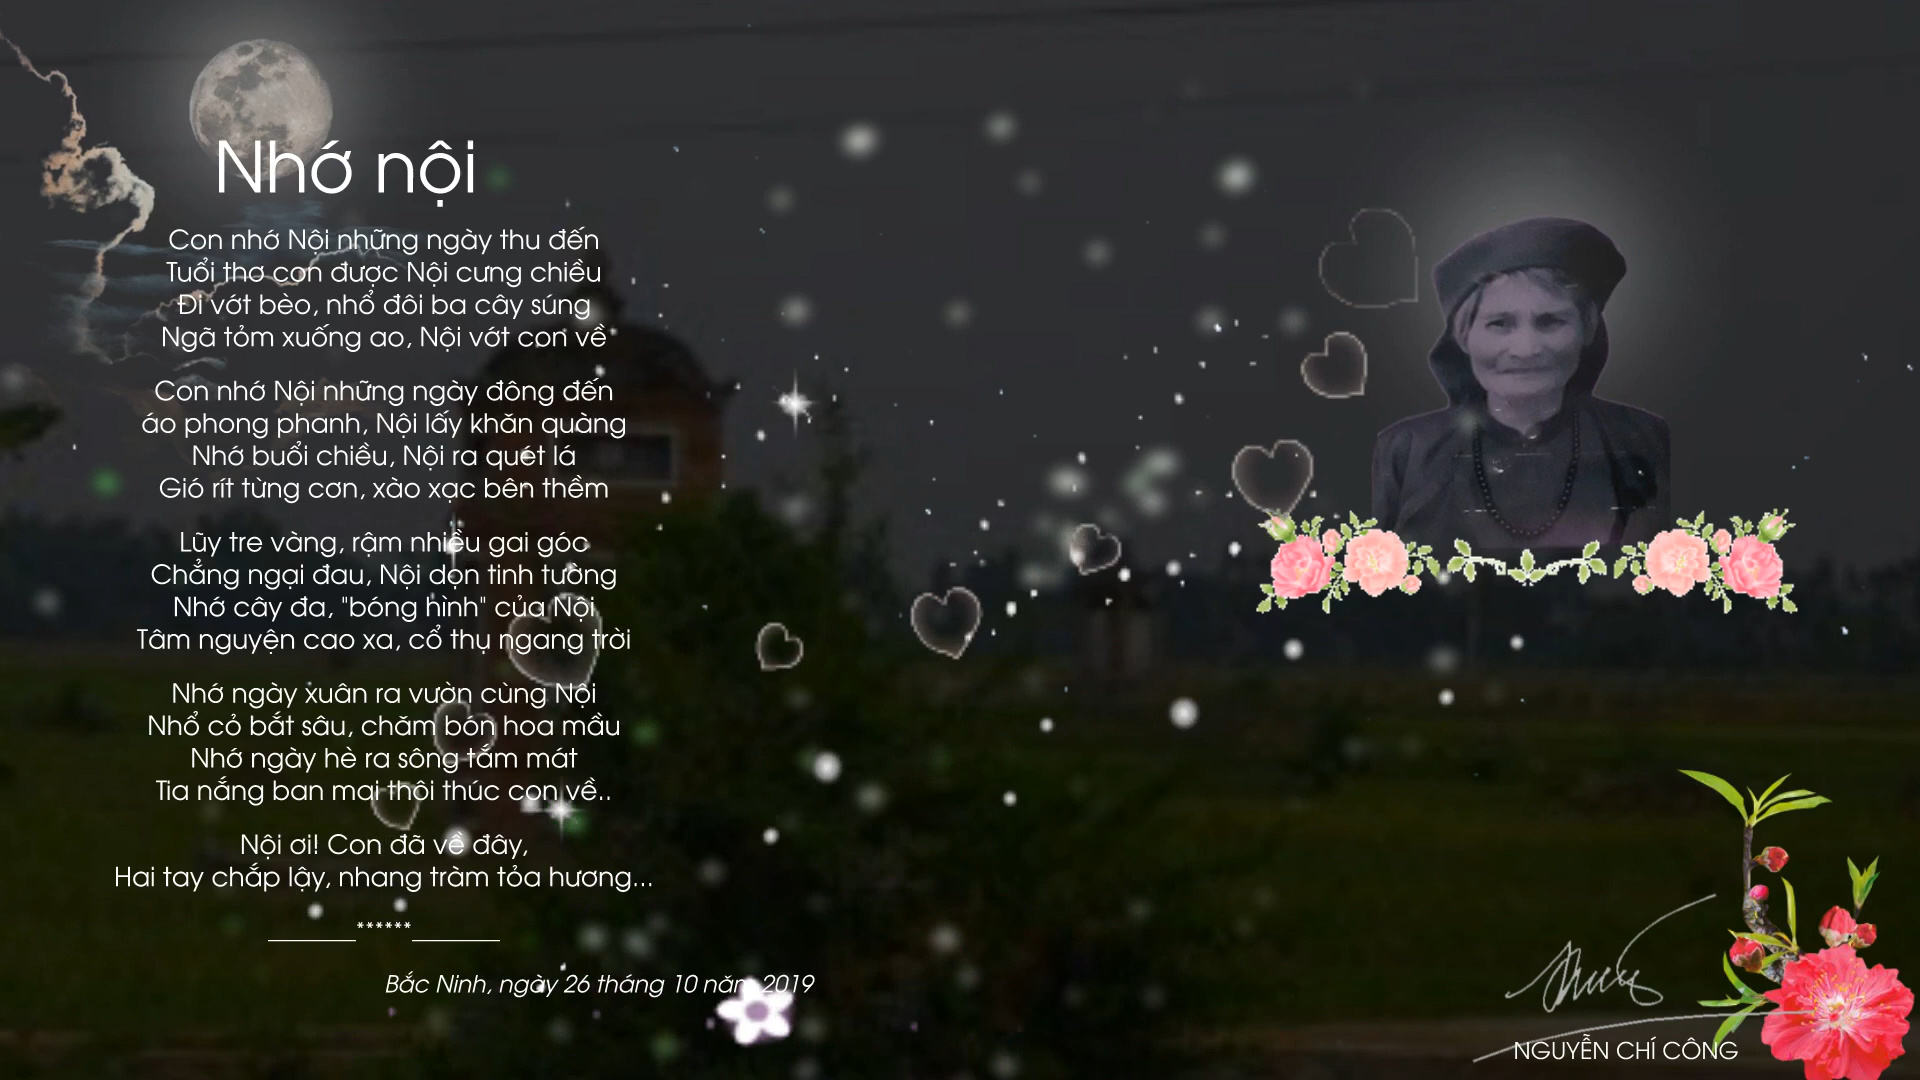 Nhớ nội
Con nhớ Nội những ngày thu đến
Tuổi thơ con được Nội cưng chiều
Đi vớt bèo, nhổ đôi ba cây súng
Ngã tỏm xuống ao, Nội vớt con về
Con nhớ Nội những ngày đông đến
áo phong phanh, Nội lấy khăn quàng
Nhớ buổi chiều, Nội ra quét lá
Gió rít từng cơn, xào xạc bên thềm
Lũy tre vàng, rậm nhiều gai góc
Chẳng ngại đau, Nội dọn tinh tường
Nhớ cây đa, "bóng hình" của Nội
Tâm nguyện cao xa, cổ thụ ngang trời
Nhớ ngày xuân ra vườn cùng Nội
Nhổ cỏ bắt sâu, chăm bón hoa mầu
Nhớ ngày hè ra sông tắm mát
Tia nắng ban mai thôi thúc con về..
Nội ơi! Con đã về đây,
Hai tay chắp lậy, nhang tràm tỏa hương...
________******________
Bắc Ninh, ngày 26 tháng 10 năm 2019
NGUYỄN CHÍ CÔNG